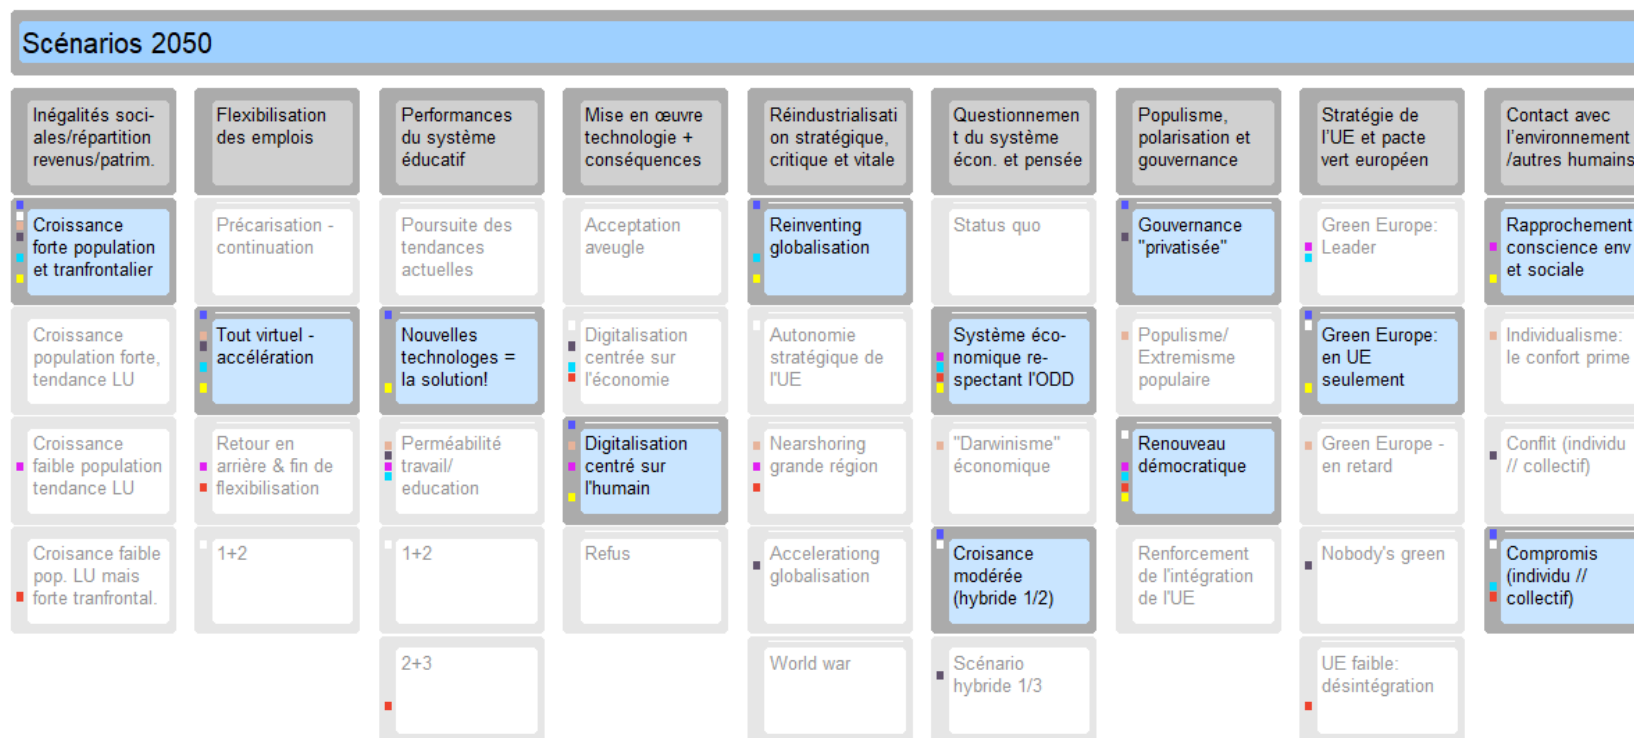 Scénarios 2050
Inégalités soci-
ales/répartition
revenus/patrim.
Flexibilisation
des emplois
Performances
du système
éducatif
Mise en œuvre
technologie +
conséquences
Réindustrialisati
on stratégique,
critique et vitale
Questionnemen
t du système
écon. et pensée
Populisme,
polarisation et
gouvernance
Stratégie de
l'UE et pacte
vert européen
Contact avec
l'environnement
/autres humains
Croissance
forte population
et tranfrontalier
Précarisation -
continuation
Poursuite des
tendances
actuelles
Acceptation
aveugle
Reinventing
globalisation
Status quo
Gouvernance
"privatisée"
Green Europe:
Leader
Rapprochement
conscience env
et sociale
Croissance
population forte,
tendance LU
Tout virtuel -
accélération
Nouvelles
technologes =
la solution!
Digitalisation
centrée sur
l'économie
Autonomie
stratégique de
l'UE
Système éco-
nomique re-
spectant l'ODD
Populisme/
Extremisme
populaire
Green Europe:
en UE
seulement
Individualisme:
le confort prime
Croissance
faible population
tendance LU
Retour en
arrière & fin de
flexibilisation
Perméabilité
travail/
education
Digitalisation
centré sur
l'humain
Nearshoring
grande région
"Darwinisme"
économique
Renouveau
démocratique
Green Europe -
en retard
Conflit (individu
// collectif)
Croisance faible
pop. LU mais
forte tranfrontal.
1+2
1+2
Refus
Accelerationg
globalisation
Croisance
modérée
(hybride 1/2)
Renforcement
de l'intégration
de l'UE
Nobody's green
Compromis
(individu //
collectif)
2+3
World war
Scénario
hybride 1/3
UE faible:
désintégration